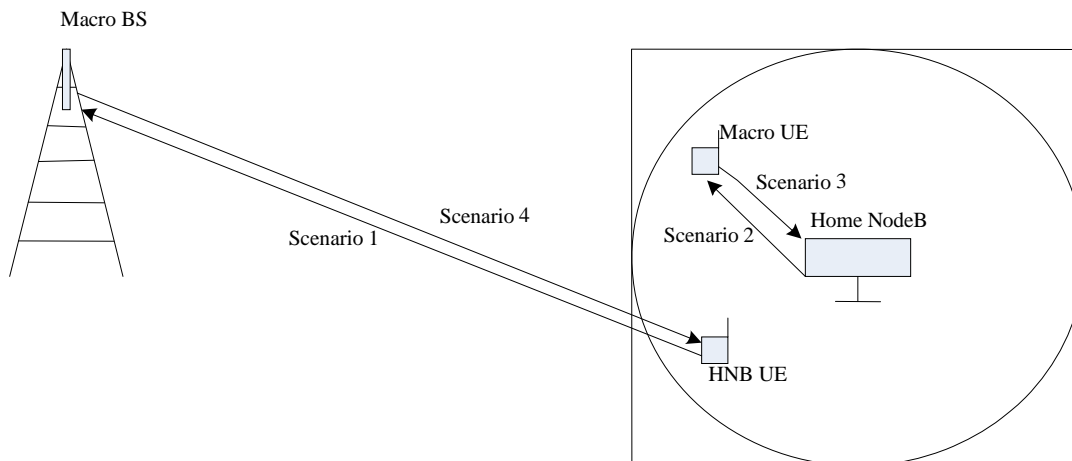 Macro BS
Macro UE
Scenario 3
Home NodeB
Scenario 4
Scenario 2
Scenario 1
HNB UE